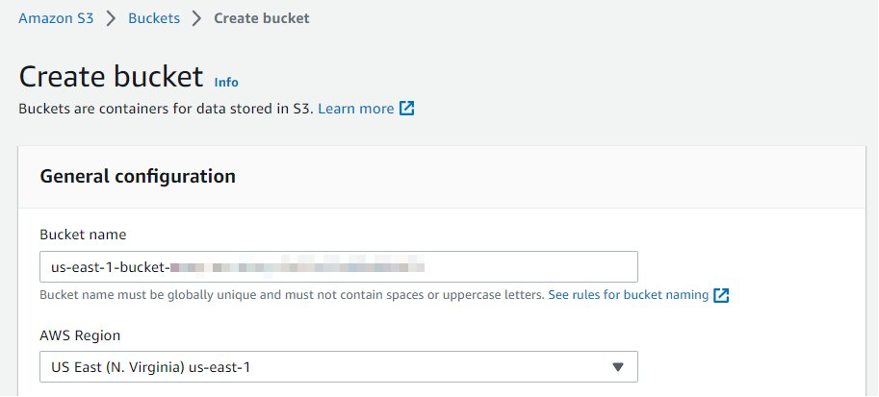 Amazon S3 > Buckets > Create bucket
Create bucket Info
Buckets are containers for data stored in S3. Learn more
General configuration
Bucket name
us-east-1-bucket-
Bucket name must be globally unique and must not contain spaces or uppercase letters. See rules for bucket naming
AWS Region
US East (N. Virginia) us-east-1